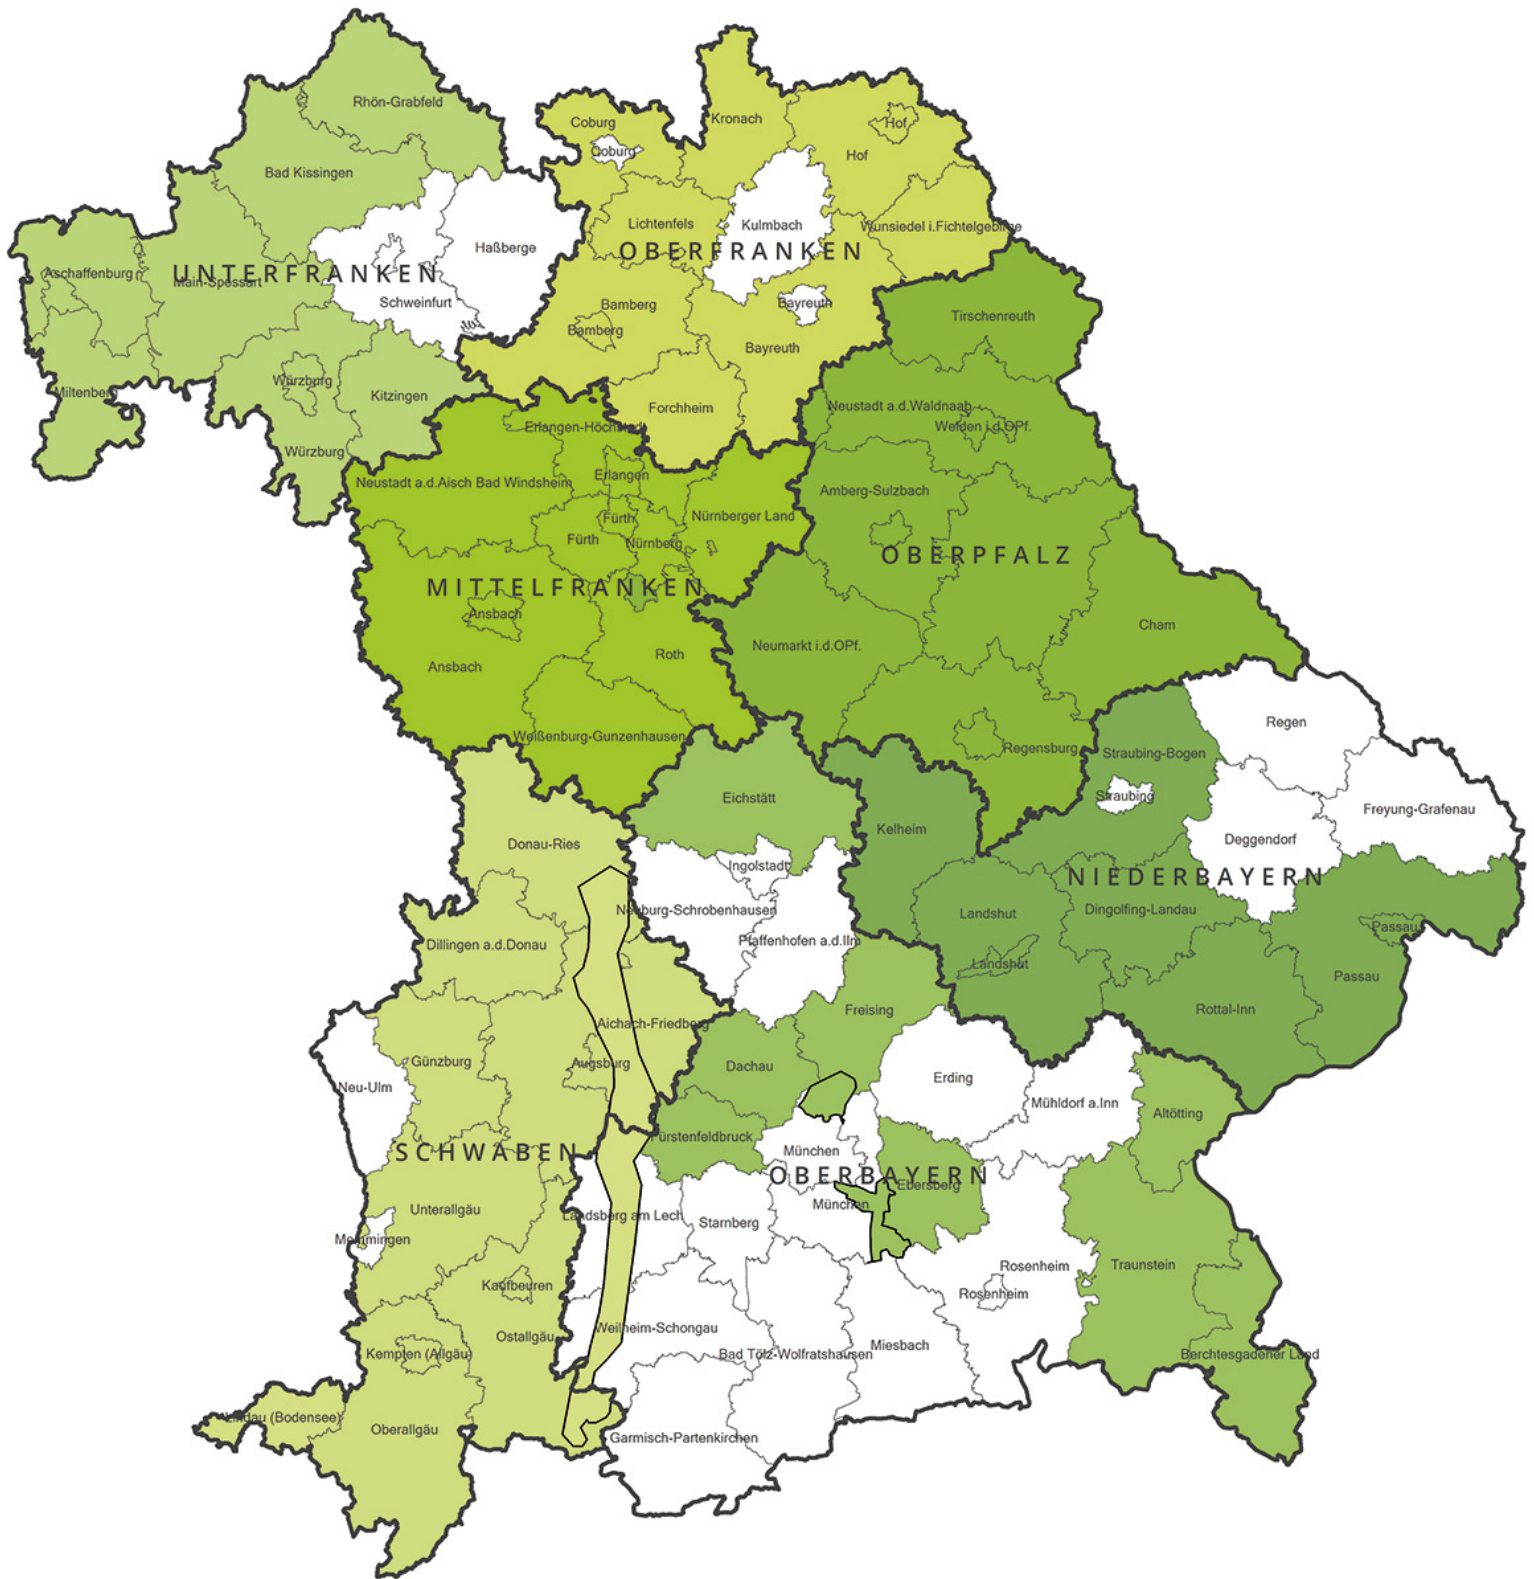 Rhön-Grabfeld
Bad Kissingen
Haßberge
Aschaffenburg
UNTERFRANKEN
Main-Spessart
Schweinfurt
Miltenberg
Würzburg
Kitzingen
Würzburg
Coburg
Coburg
Kronach
Hof
Hof
Lichtenfels
Kulmbach
Wunsiedel i.Fichtelgebirge
OBERFRANKEN
Bamberg
Bamberg
Bayreuth
Bayreuth
Forchheim
Tirschenreuth
Neustadt a.d.Waldnaab
Weiden i.d.OPf.
Amberg-Sulzbach
OBERPFALZ
Cham
Neumarkt i.d.OPf.
Regensburg
Erlangen-Höchstadt
Neustadt a.d.Aisch Bad Windsheim
Erlangen
Fürth
Fürth
Nürnberg
Nürnberger Land
MITTELFRANKEN
Ansbach
Ansbach
Roth
Weißenburg-Gunzenhausen
Regen
Straubing-Bogen
Straubing
Freyung-Grafenau
Deggendorf
Kelheim
NIEDERBAYERN
Landshut
Dingolfing-Landau
Landshut
Passau
Passau
Rottal-Inn
Eichstätt
Ingolstadt
Neuburg-Schrobenhausen
Pfaffenhofen a.d.Ilm
Freising
Dachau
Erding
Mühldorf a.Inn
Altötting
Fürstenfeldbruck
München
OBERBAYERN
Ebersberg
München
Landsberg am Lech
Starnberg
Rosenheim
Rosenheim
Traunstein
Weilheim-Schongau
Bad Tölz-Wolfratshausen
Miesbach
Berchtesgadener Land
Garmisch-Partenkirchen
Donau-Ries
Dillingen a.d.Donau
Aichach-Friedberg
Günzburg
Augsburg
Neu-Ulm
SCHWABEN
Unterallgäu
Memmingen
Kaufbeuren
Ostallgäu
Kempten (Allgäu)
Lindau (Bodensee)
Oberallgäu